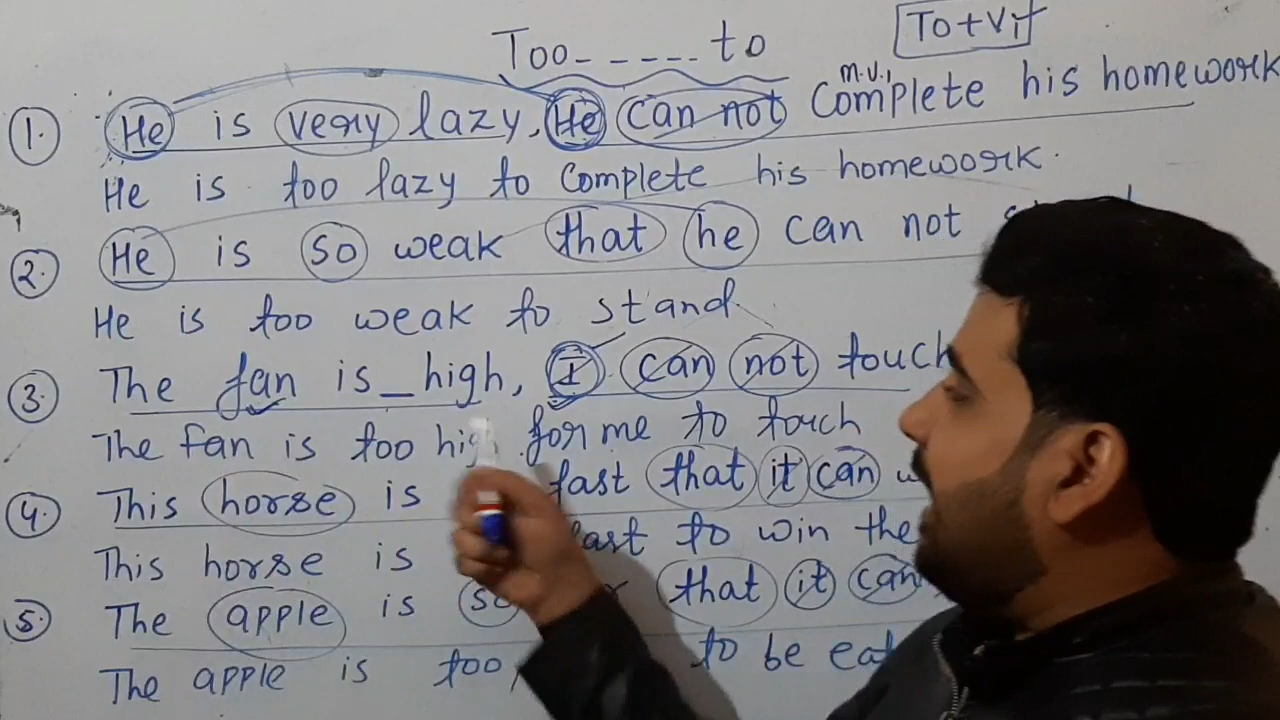 Too-----to
To+V1
m.v.1
1. He is very lazy, He can not complete his homework
He is too lazy to complete his homework.
2. He is so weak that he can not
He is too weak to stand
3. The fan is _ high, I can not touch
The fan is too high for me to touch
4. This horse is fast that it can
This horse is fast to win the
5. The apple is so that it can
The apple is too to be